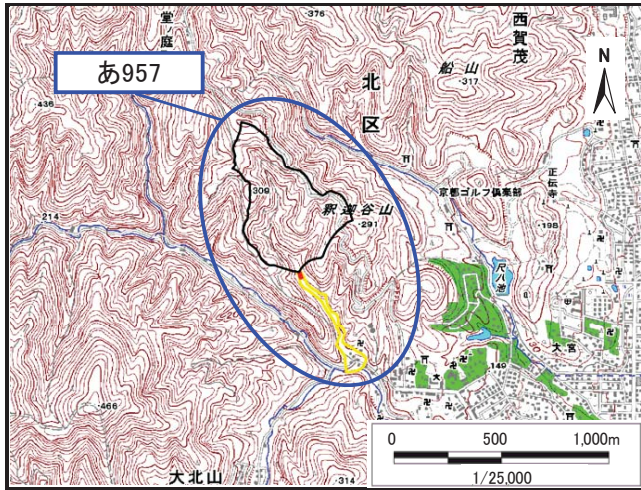 堂ノ庭
・376
西賀茂
あ957
船山
・317
N
・436
北区
京都ゴルフ倶楽部
正伝寺
309
釈迦谷山
・291
・198
214
尺八池
大宮
・149
・466
0 500 1,000m
1/25,000
大北山
・314